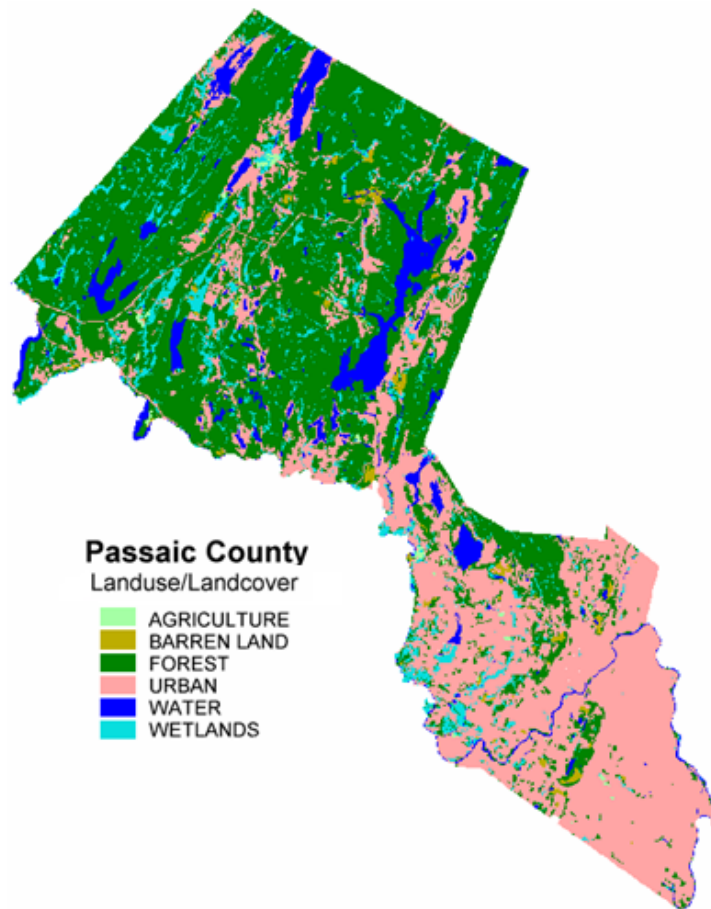 Passaic County
Landuse/Landcover
AGRICULTURE
BARREN LAND
FOREST
URBAN
WATER
WETLANDS